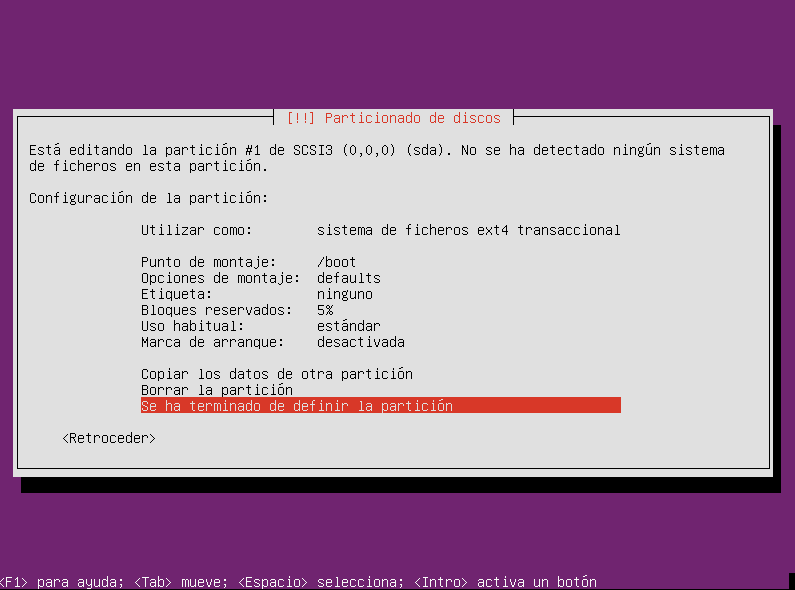 [!!] Particionado de discos
Está editando la partición #1 de SCSI3 (0,0,0) (sda). No se ha detectado ningún sistema
de ficheros en esta partición.
Configuración de la partición:
Utilizar como: sistema de ficheros ext4 transaccional
Punto de montaje: /boot
Opciones de montaje: defaults
Etiqueta: ninguno
Bloques reservados: 5%
Uso habitual: estándar
Marca de arranque: desactivada
Copiar los datos de otra partición
Borrar la partición
Se ha terminado de definir la partición
<Retroceder>
<F1> para ayuda; <Tab> mueve; <Espacio> selecciona; <Intro> activa un botón